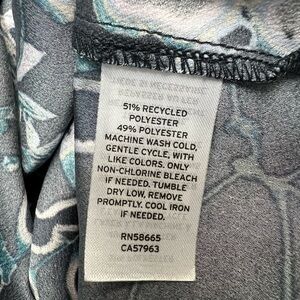 51% RECYCLED
POLYESTER
49% POLYESTER
MACHINE WASH COLD,
GENTLE CYCLE, WITH
LIKE COLORS. ONLY
NON-CHLORINE BLEACH
IF NEEDED. TUMBLE
DRY LOW, REMOVE
PROMPTLY. COOL IRON
IF NEEDED.
RN58665
CA57963